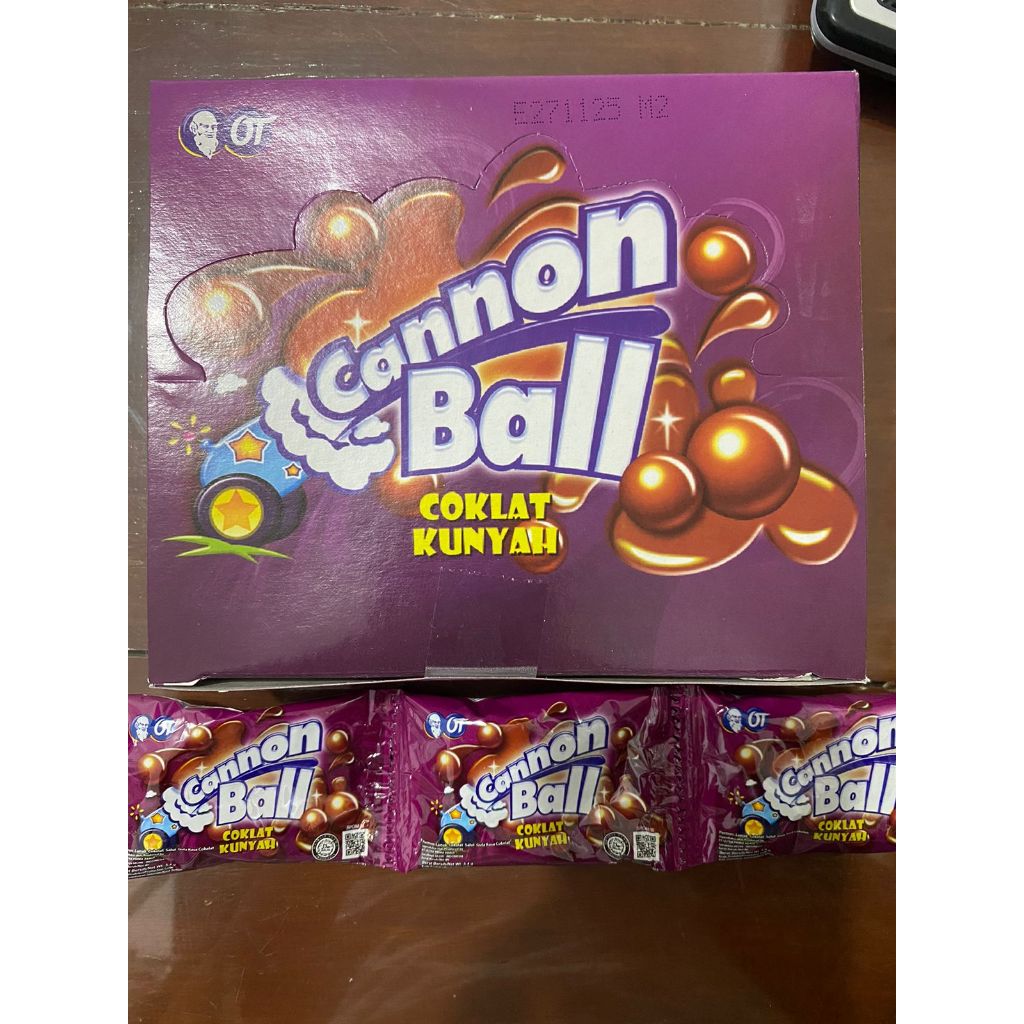 OT
E271125 M2
Cannon
Ball
COKLAT
KUNYAH
OT
Cannon
Ball
COKLAT
KUNYAH
OT
Cannon
Ball
COKLAT
KUNYAH
OT
Cannon
Ball
COKLAT
KUNYAH